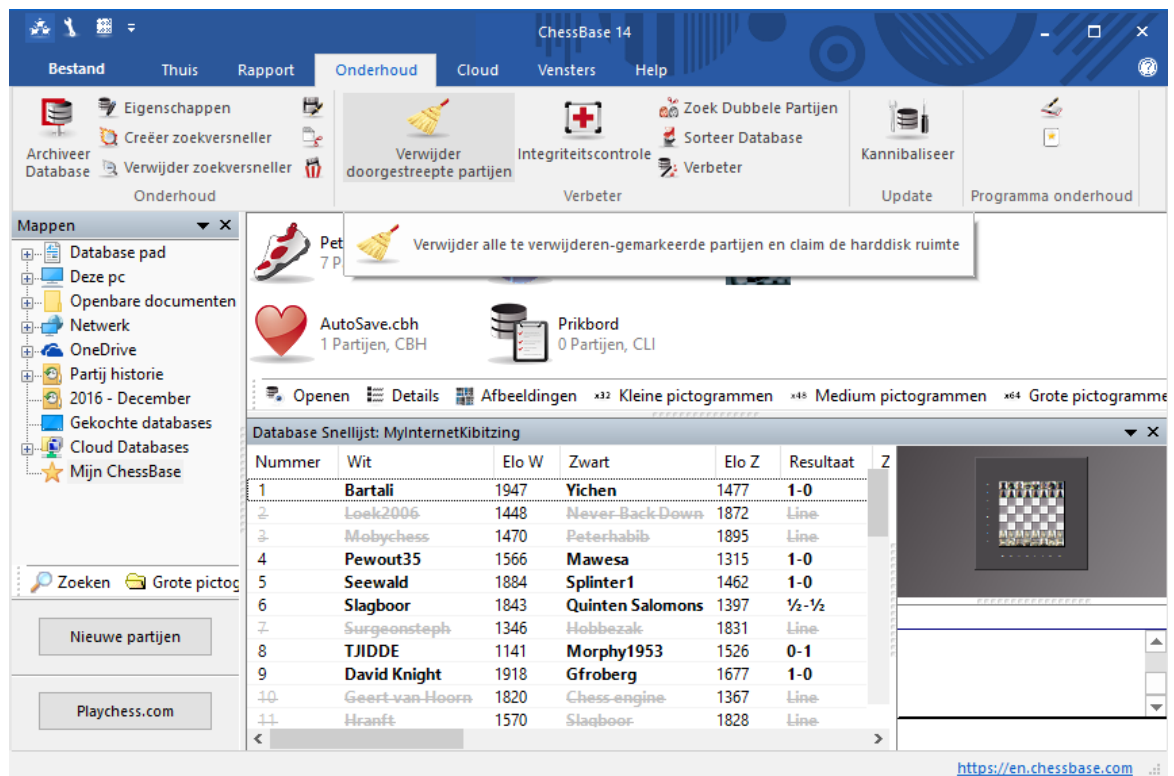 ChessBase 14
Bestand Thuis Rapport Onderhoud Cloud Vensters Help
Archiveer Database
Eigenschappen
Creëer zoekversneller
Verwijder zoekversneller
Onderhoud
Verwijder
doorgestreepte partijen
Integriteitscontrole
Zoek Dubbele Partijen
Sorteer Database
Verbeter
Verbeter
Kannibaliseer
Update
Programma onderhoud
Mappen
Database pad
Deze pc
Openbare documenten
Netwerk
OneDrive
Partij historie
2016 - December
Gekochte databases
Cloud Databases
Mijn ChessBase
Zoeken Grote pictog
Nieuwe partijen
Playchess.com
Pet
7 P
Verwijder alle te verwijderen-gemarkeerde partijen en claim de harddisk ruimte
AutoSave.cbh
1 Partijen, CBH
Prikbord
0 Partijen, CLI
Openen Details Afbeeldingen x32 Kleine pictogrammen x48 Medium pictogrammen x64 Grote pictogramme
Database Snellijst: MyInternetKibitzing
Nummer Wit Elo W Zwart Elo Z Resultaat Z
1 Bartali 1947 Yichen 1477 1-0
2 Loek2006 1448 Never Back Down 1872 Line
3 Mobychess 1470 Peterhabib 1895 Line
4 Pewout35 1566 Mawesa 1315 1-0
5 Seewald 1884 Splinter1 1462 1-0
6 Slagboor 1843 Quinten Salomons 1397 ½-½
7 Surgeonsteph 1346 Hobbezak 1831 Line
8 TJIDDE 1141 Morphy1953 1526 0-1
9 David Knight 1918 Gfroberg 1677 1-0
10 Geert van Hoorn 1820 Chess engine 1367 Line
11 Hranft 1570 Slagboor 1828 Line
https://en.chessbase.com